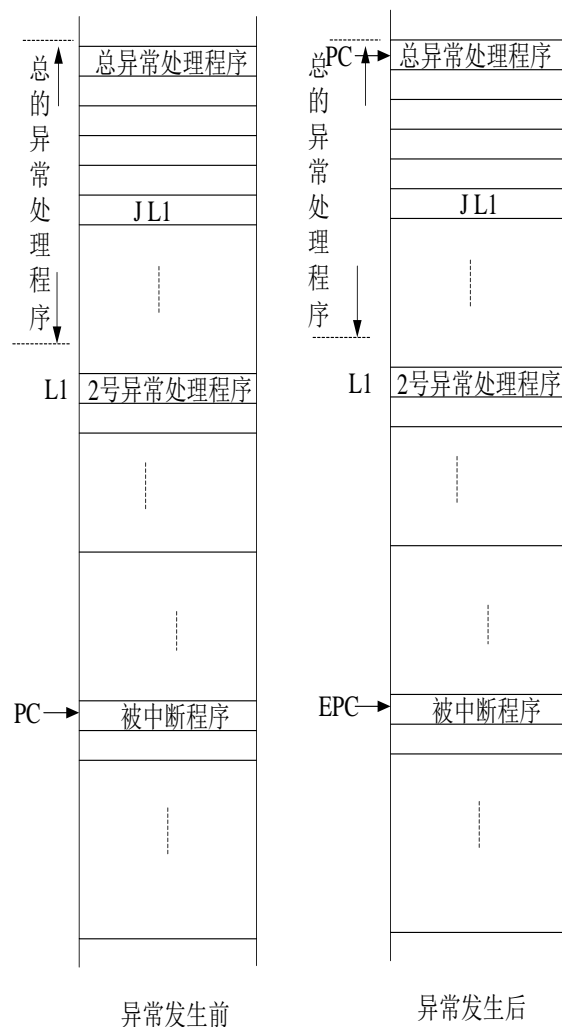 总的异常处理程序
总异常处理程序
J L1
L1
2号异常处理程序
PC
被中断程序
异常发生前
总的异常处理程序
PC
总异常处理程序
J L1
L1
2号异常处理程序
EPC
被中断程序
异常发生后